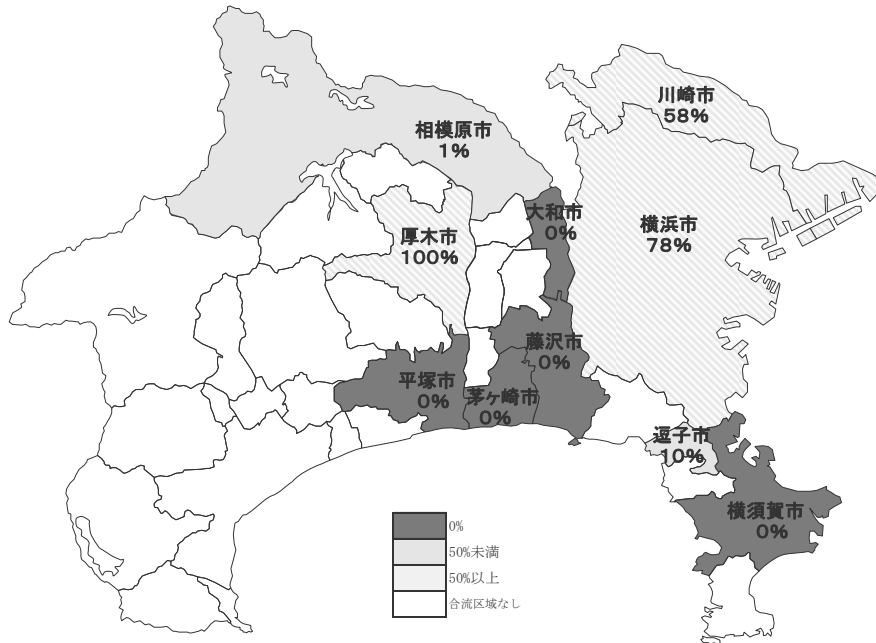 川崎市
58%
相模原市
1%
大和市
0%
横浜市
78%
厚木市
100%
藤沢市
0%
平塚市
0%
茅ヶ崎市
0%
逗子市
10%
横須賀市
0%
0%
50%未満
50%以上
合流区域なし